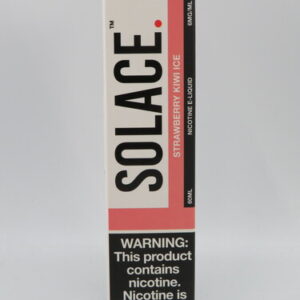 SOLACE.™
STRAWBERRY KIWI ICE
60ML NICOTINE E-LIQUID 6MG/ML
WARNING:
This product
contains
nicotine.
Nicotine is